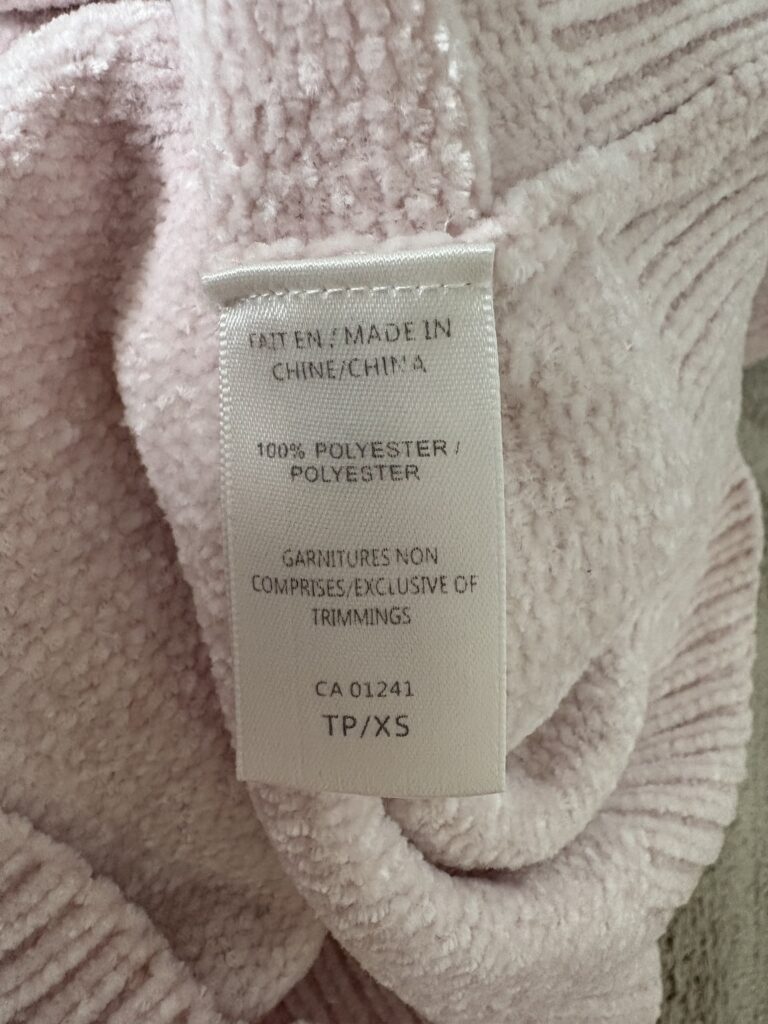 FAIT EN / MADE IN
CHINE/CHINA
100% POLYESTER /
POLYESTER
GARNITURES NON
COMPRISES/EXCLUSIVE OF
TRIMMINGS
CA 01241
TP/XS